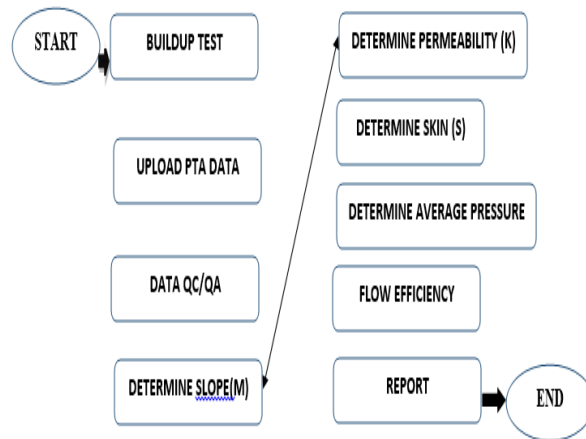 START
BUILDUP TEST
UPLOAD PTA DATA
DATA QC/QA
DETERMINE SLOPE(M)
DETERMINE PERMEABILITY (K)
DETERMINE SKIN (S)
DETERMINE AVERAGE PRESSURE
FLOW EFFICIENCY
REPORT
END